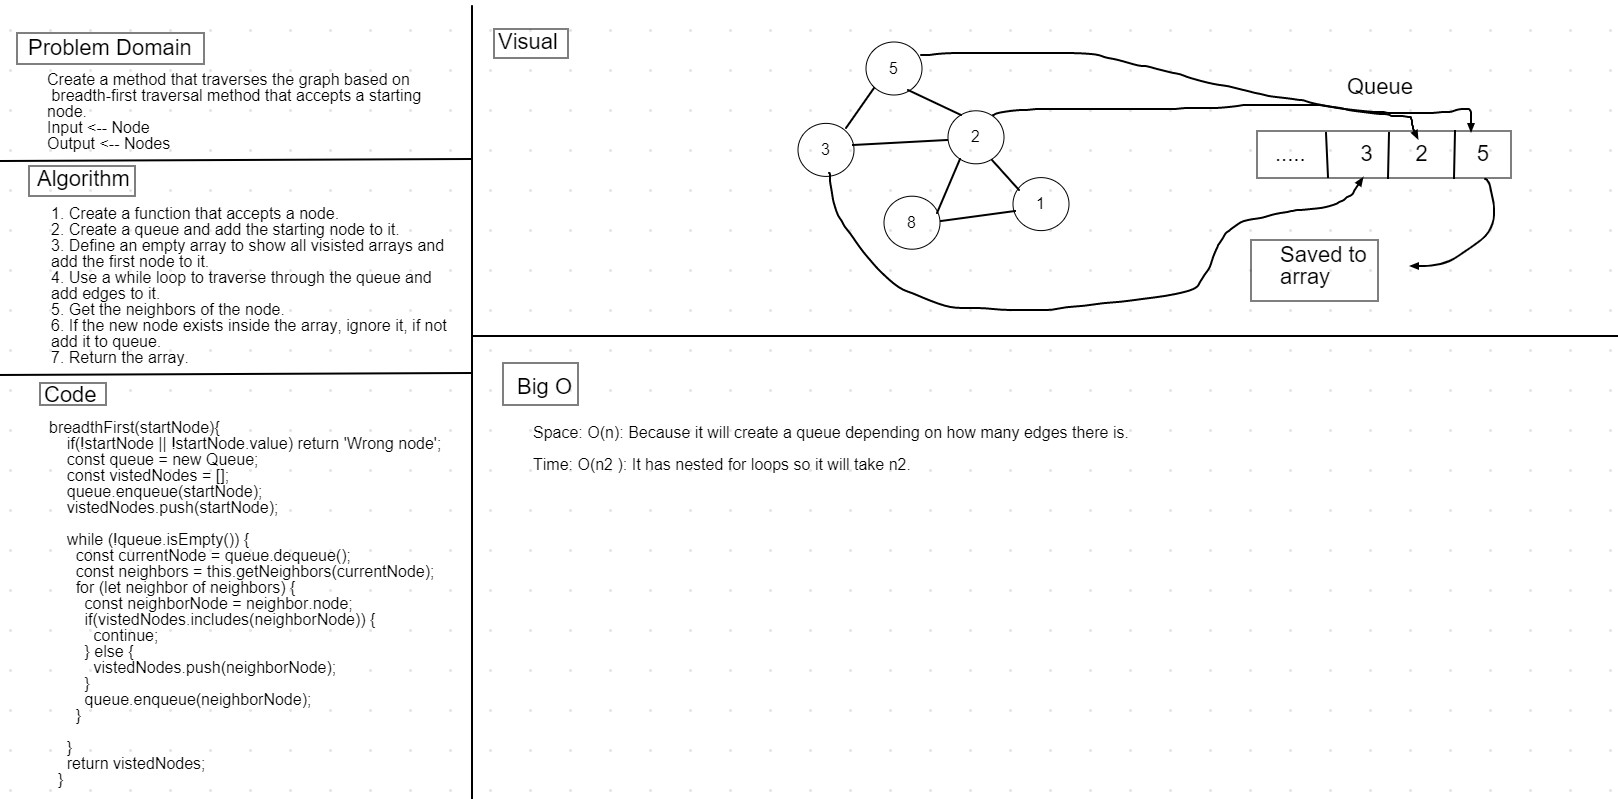 Problem Domain
Create a method that traverses the graph based on
breadth-first traversal method that accepts a starting
node.
Input <-- Node
Output <-- Nodes
Algorithm
1. Create a function that accepts a node.
2. Create a queue and add the starting node to it.
3. Define an empty array to show all visisted arrays and
add the first node to it.
4. Use a while loop to traverse through the queue and
add edges to it.
5. Get the neighbors of the node.
6. If the new node exists inside the array, ignore it, if not
add it to queue.
7. Return the array.
Code
breadthFirst(startNode){
if(!startNode || !startNode.value) return 'Wrong node';
const queue = new Queue;
const vistedNodes = [];
queue.enqueue(startNode);
vistedNodes.push(startNode);
while (!queue.isEmpty()) {
const currentNode = queue.dequeue();
const neighbors = this.getNeighbors(currentNode);
for (let neighbor of neighbors) {
const neighborNode = neighbor.node;
if(vistedNodes.includes(neighborNode)) {
continue;
} else {
vistedNodes.push(neighborNode);
}
queue.enqueue(neighborNode);
}
}
return vistedNodes;
}
Visual
5
3
2
8
1
Queue
..... 3 2 5
Saved to
array
Big O
Space: O(n): Because it will create a queue depending on how many edges there is.
Time: O(n2 ): It has nested for loops so it will take n2.